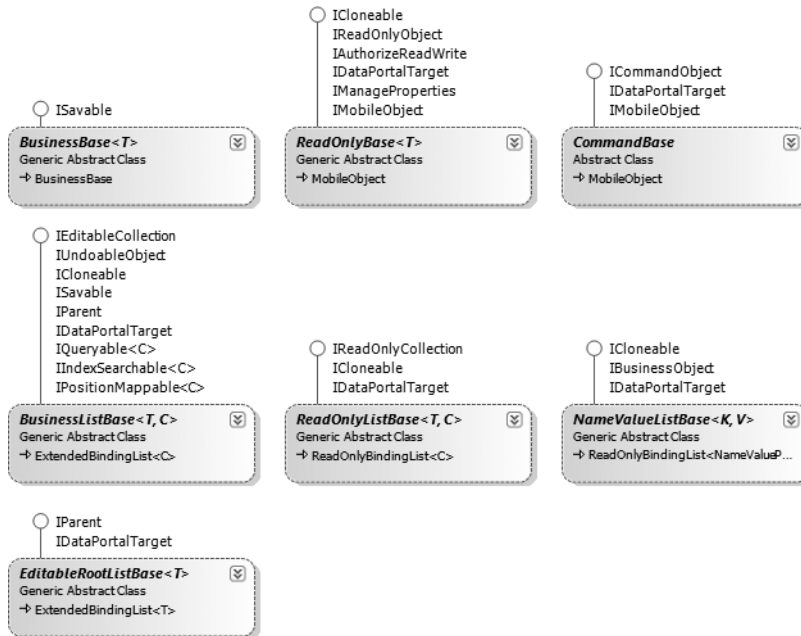 ISavable
BusinessBase<T>
Generic Abstract Class
BusinessBase
ICloneable
IReadOnlyObject
IAuthorizeReadWrite
IDataPortalTarget
IManageProperties
IMobileObject
ReadOnlyBase<T>
Generic Abstract Class
MobileObject
ICommandObject
IDataPortalTarget
IMobileObject
CommandBase
Abstract Class
MobileObject
IEditableCollection
IUndoableObject
ICloneable
ISavable
IParent
IDataPortalTarget
IQueryable<C>
IIndexSearchable<C>
IPositionMappable<C>
BusinessListBase<T, C>
Generic Abstract Class
ExtendedBindingList<C>
IReadOnlyCollection
ICloneable
IDataPortalTarget
ReadOnlyListBase<T, C>
Generic Abstract Class
ReadOnlyBindingList<C>
ICloneable
IBusinessObject
IDataPortalTarget
NameValueListBase<K, V>
Generic Abstract Class
ReadOnlyBindingList<NameValueP...
IParent
IDataPortalTarget
EditableRootListBase<T>
Generic Abstract Class
ExtendedBindingList<T>